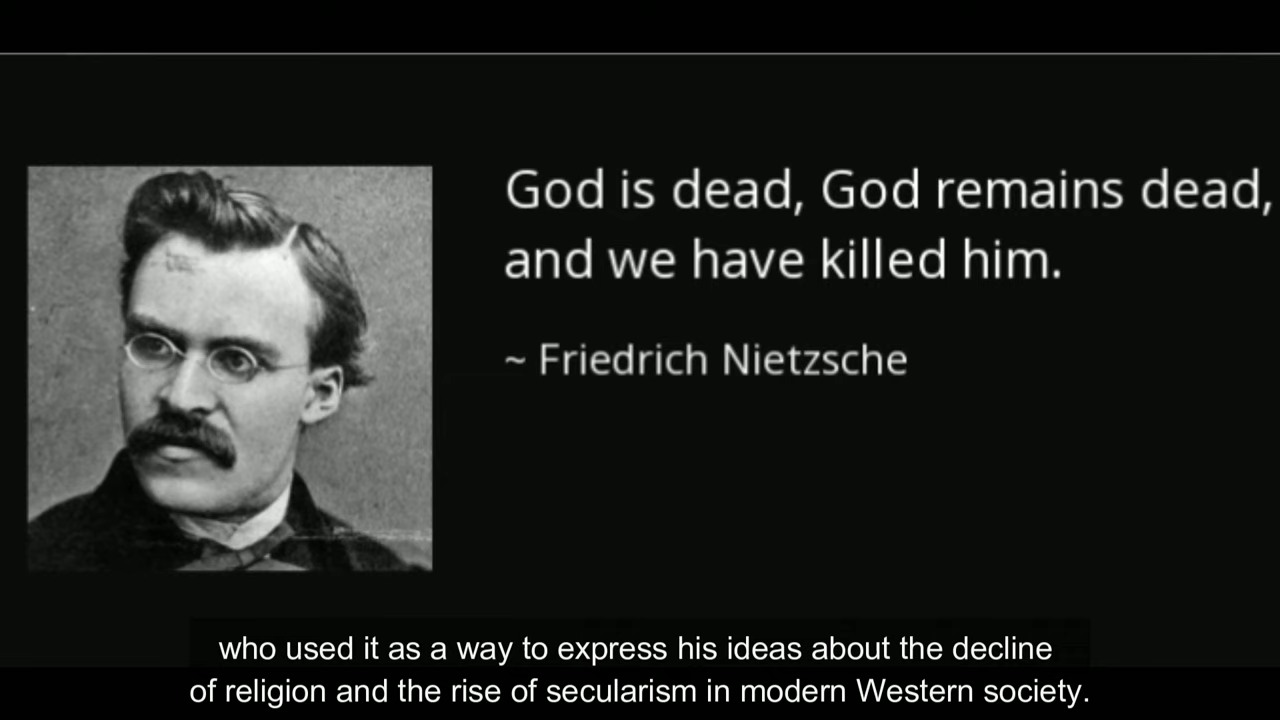 God is dead, God remains dead,
and we have killed him.
~ Friedrich Nietzsche
who used it as a way to express his ideas about the decline
of religion and the rise of secularism in modern Western society.